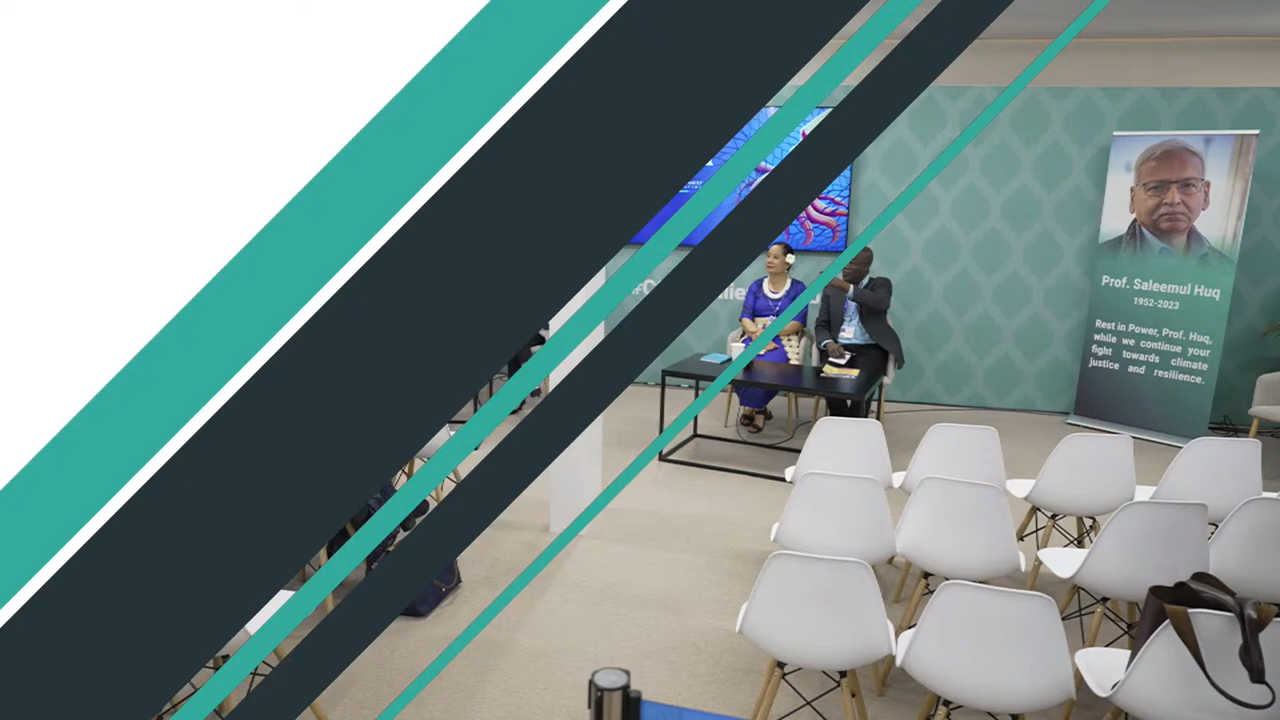 Prof. Saleemul Huq
1952-2023
Rest in Power, Prof. Huq,
while we continue your
fight towards climate
justice and resilience.